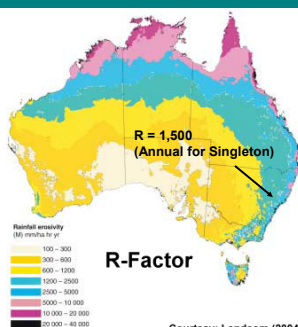 R = 1,500
(Annual for Singleton)
Rainfall erosivity
(M) mm/ha hr yr
100 – 300
300 – 600
600 – 1200
1200 – 2500
2500 – 5000
5000 – 10 000
10 000 – 20 000
20 000 – 40 000
R-Factor